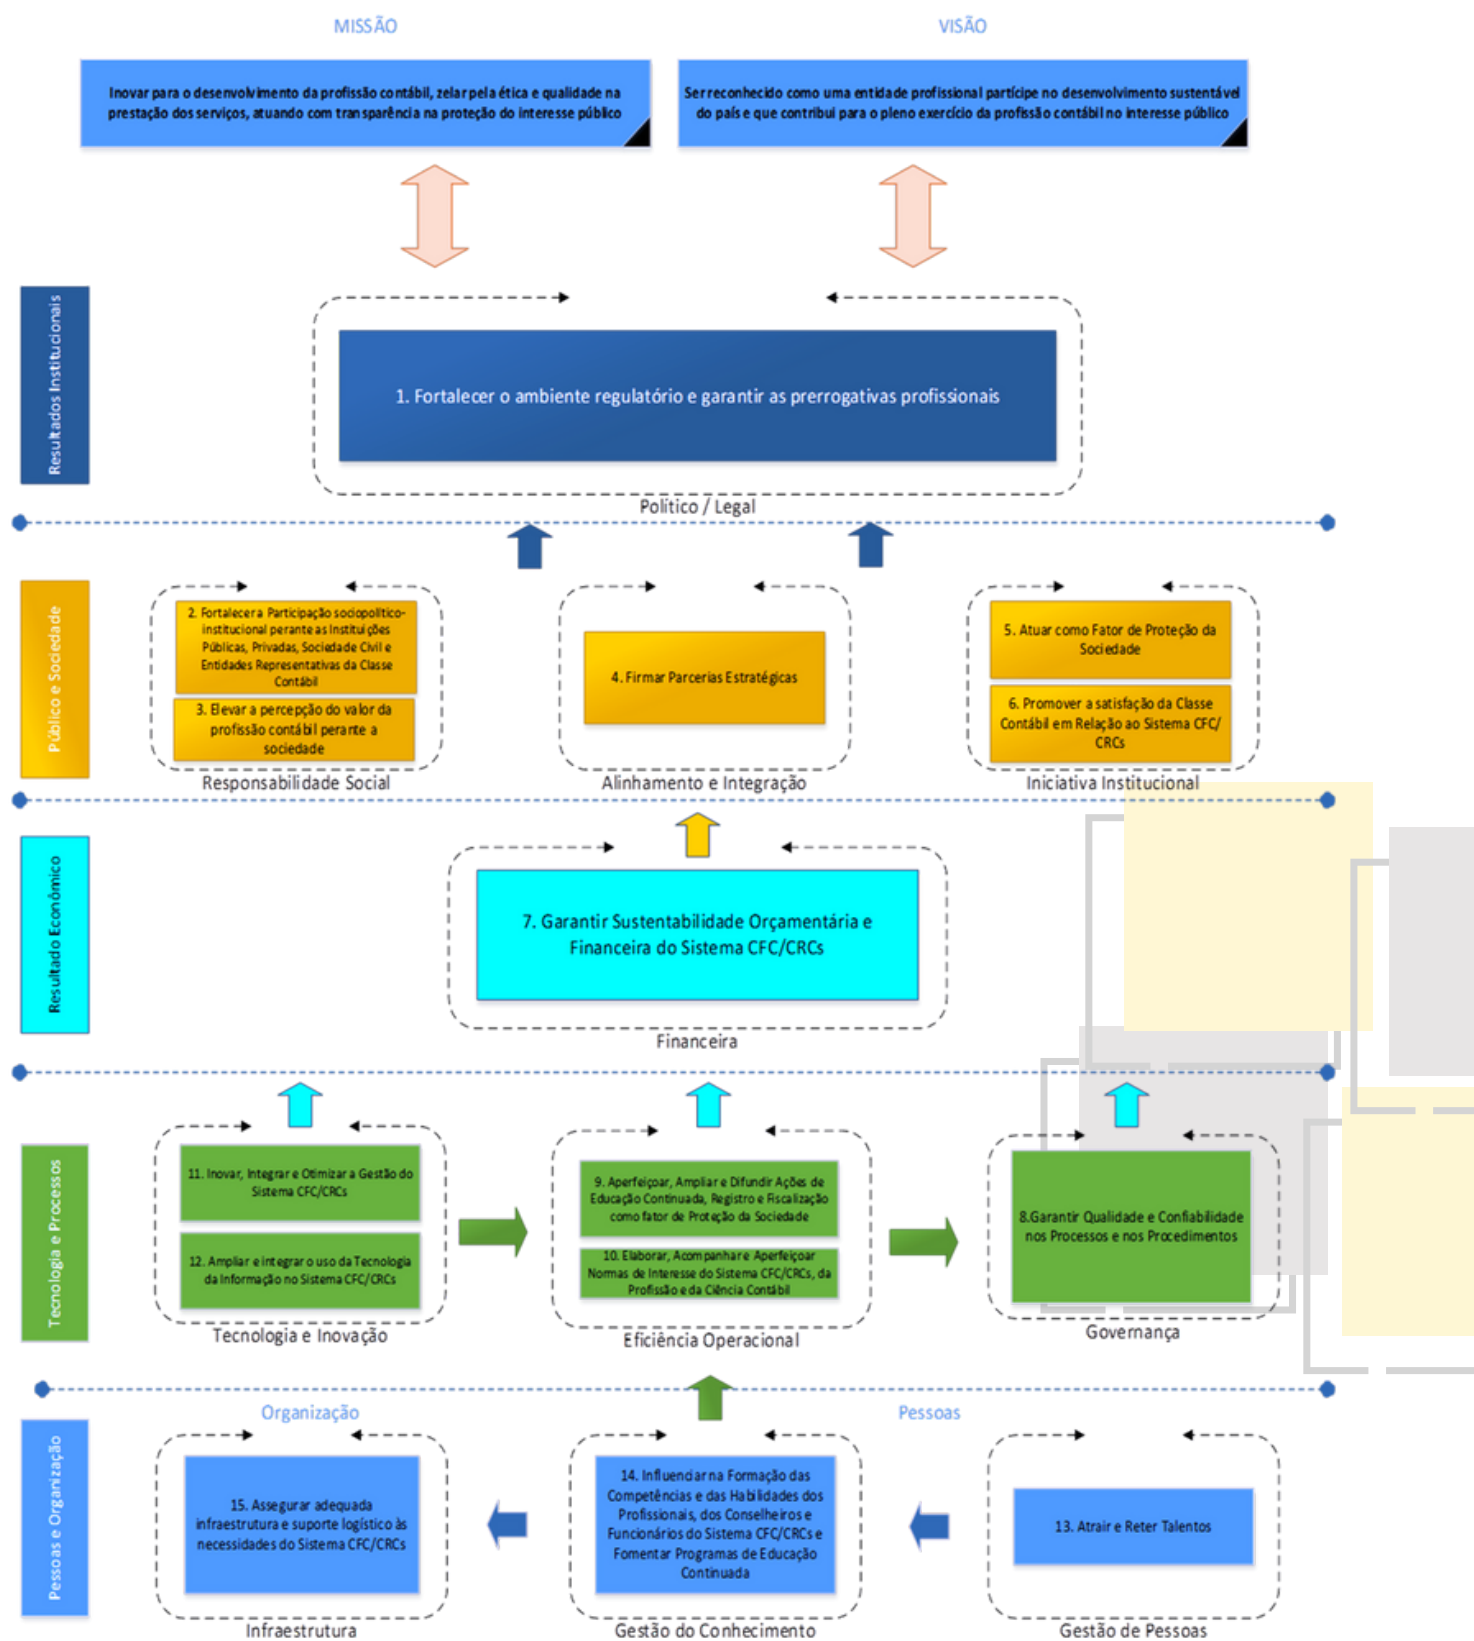 MISSÃO
VISÃO
Inovar para o desenvolvimento da profissão contábil, zelar pela ética e qualidade na
prestação dos serviços, atuando com transparência na proteção do interesse público
Ser reconhecido como uma entidade profissional partícipe no desenvolvimento sustentável
do país e que contribui para o pleno exercício da profissão contábil no interesse público
Resultados Institucionais
1. Fortalecer o ambiente regulatório e garantir as prerrogativas profissionais
Político / Legal
Público e Sociedade
2. Fortalecer a Participação sociopolítico-
institucional perante as Instituições
Públicas, Privadas, Sociedade Civil e
Entidades Representativas da Classe
Contábil
3. Elevar a percepção do valor da
profissão contábil perante a
sociedade
Responsabilidade Social
4. Firmar Parcerias Estratégicas
Alinhamento e Integração
5. Atuar como Fator de Proteção da
Sociedade
6. Promover a satisfação da Classe
Contábil em Relação ao Sistema CFC/
CRCs
Iniciativa Institucional
Resultado Econômico
7. Garantir Sustentabilidade Orçamentária e
Financeira do Sistema CFC/CRCs
Financeira
Tecnologia e Processos
11. Inovar, Integrar e Otimizar a Gestão do
Sistema CFC/CRCs
12. Ampliar e integrar o uso da Tecnologia
da Informação no Sistema CFC/CRCs
Tecnologia e Inovação
9. Aperfeiçoar, Ampliar e Difundir Ações de
Educação Continuada, Registro e Fiscalização
como fator de Proteção da Sociedade
10. Elaborar, Acompanhar e Aperfeiçoar
Normas de Interesse do Sistema CFC/CRCs, da
Profissão e da Ciência Contábil
Eficiência Operacional
8.Garantir Qualidade e Confiabilidade
nos Processos e nos Procedimentos
Governança
Pessoas e Organização
Organização
Pessoas
15. Assegurar adequada
infraestrutura e suporte logístico às
necessidades do Sistema CFC/CRCs
Infraestrutura
14. Influenciar na Formação das
Competências e das Habilidades dos
Profissionais, dos Conselheiros e
Funcionários do Sistema CFC/CRCs e
Fomentar Programas de Educação
Continuada
Gestão do Conhecimento
13. Atrair e Reter Talentos
Gestão de Pessoas